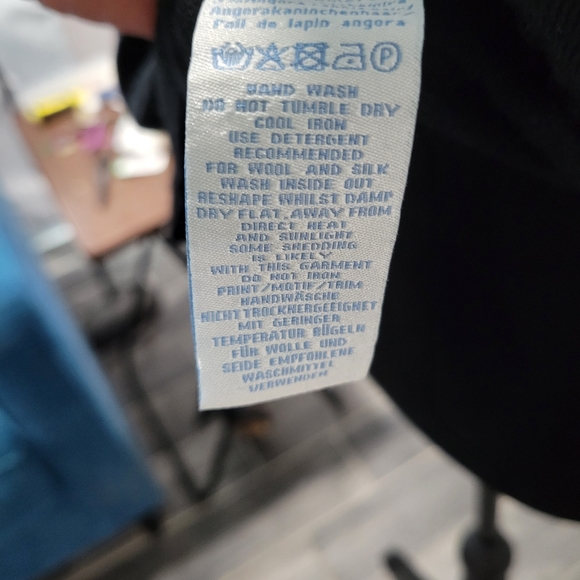 Angorakaninchenhaar/
Poil de lapin angora
P
HAND WASH
DO NOT TUMBLE DRY
COOL IRON
USE DETERGENT
RECOMMENDED
FOR WOOL AND SILK
WASH INSIDE OUT
RESHAPE WHILST DAMP
DRY FLAT, AWAY FROM
DIRECT HEAT
AND SUNLIGHT
SOME SHEDDING
IS LIKELY
WITH THIS GARMENT
DO NOT IRON
PRINT/MOTIF/TRIM
HANDWÄSCHE
NICHT TROCKNERGEEIGNET
MIT GERINGER
TEMPERATUR BÜGELN
FÜR WOLLE UND
SEIDE EMPFOHLENE
WASCHMITTEL
VERWENDEN